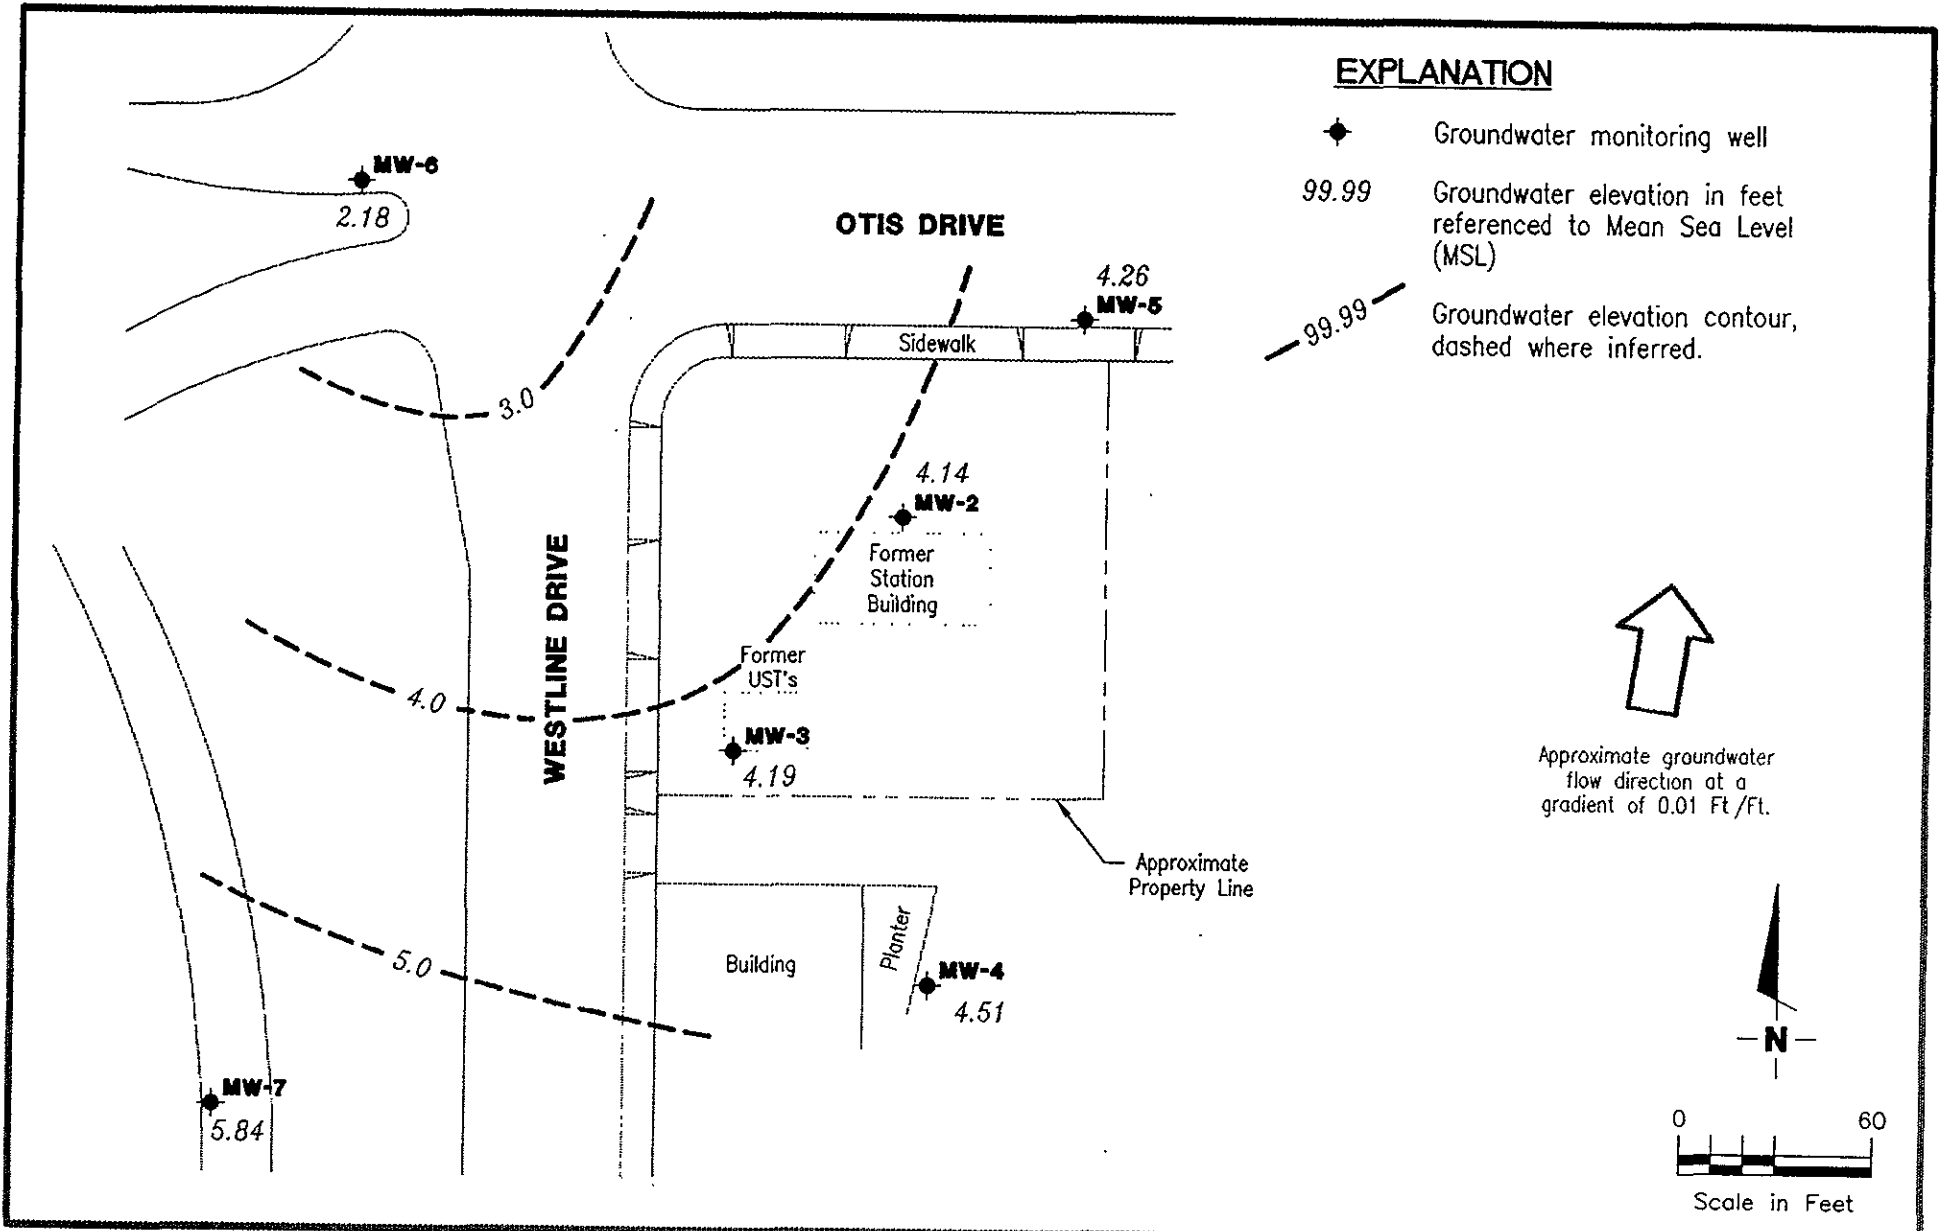 EXPLANATION
Groundwater monitoring well
99.99
Groundwater elevation in feet
referenced to Mean Sea Level
(MSL)
99.99
Groundwater elevation contour,
dashed where inferred.
MW-6
2.18
OTIS DRIVE
4.26
MW-5
Sidewalk
3.0
4.14
MW-2
Former
Station
Building
WESTLINE DRIVE
Former
UST's
4.0
MW-3
4.19
Approximate groundwater
flow direction at a
gradient of 0.01 Ft./Ft.
Approximate
Property Line
5.0
Building
Planter
MW-4
4.51
MW-7
5.84
N
0
60
Scale in Feet